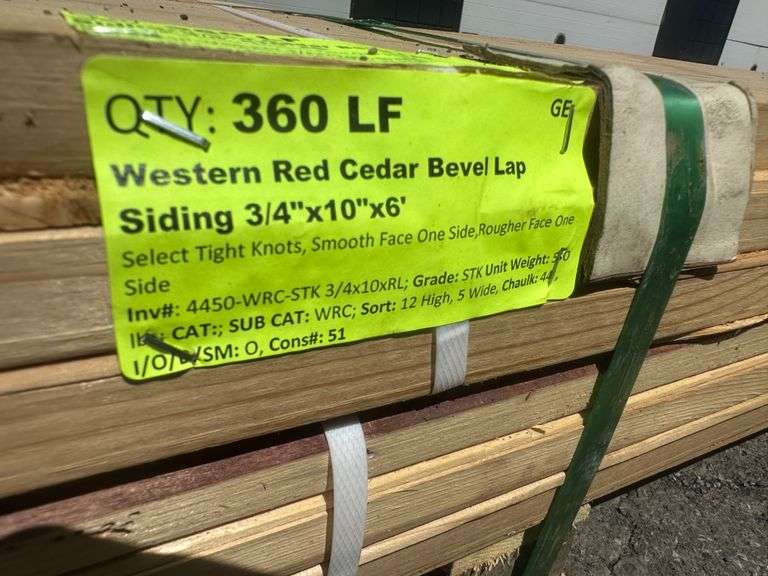 QTY: 360 LF
GE
Western Red Cedar Bevel Lap
Siding 3/4"x10"x6'
Select Tight Knots, Smooth Face One Side,Rougher Face One
Side
Inv#: 4450-WRC-STK 3/4x10xRL; Grade: STK Unit Weight:
CAT:; SUB CAT: WRC; Sort: 12 High, 5 Wide, Chaulk:
SM: O, Cons#: 51